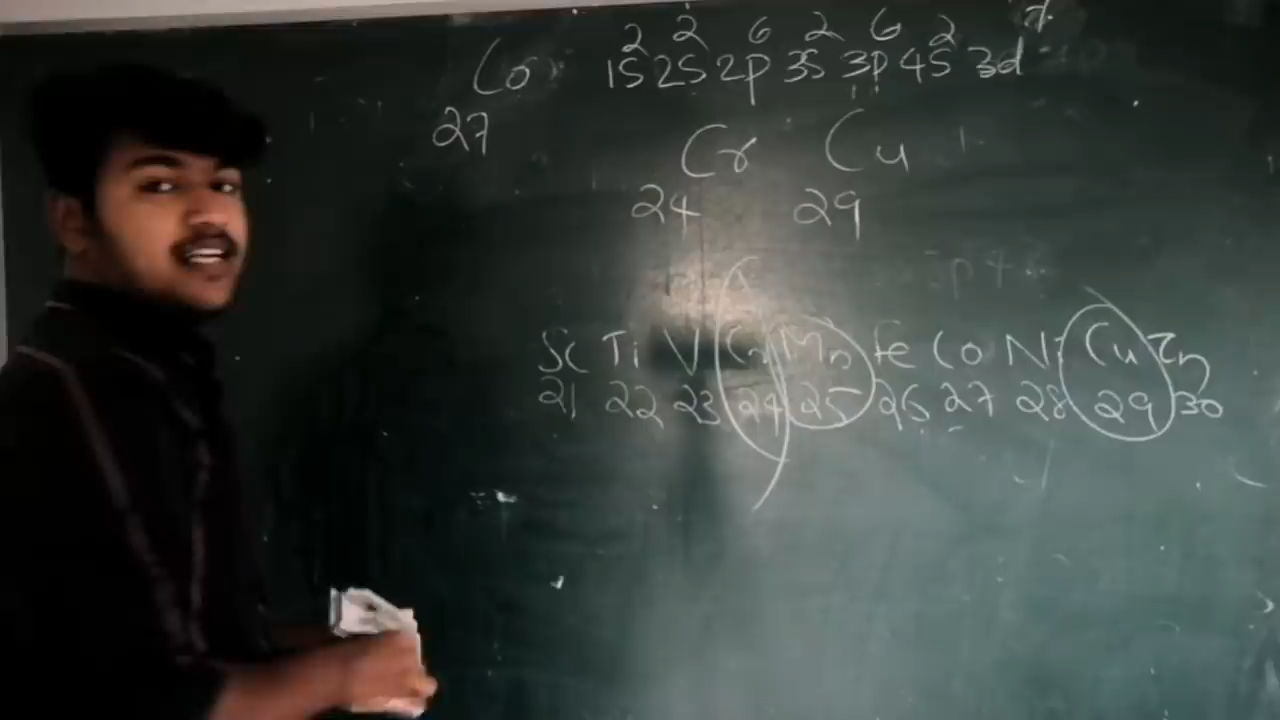 Co 1s² 2s² 2p⁶ 3s² 3p⁶ 4s² 3d⁷
27
Cr Cu
24 29
Sc Ti V Cr Mn Fe Co Ni Cu Zn
21 22 23 24 25 26 27 28 29 30